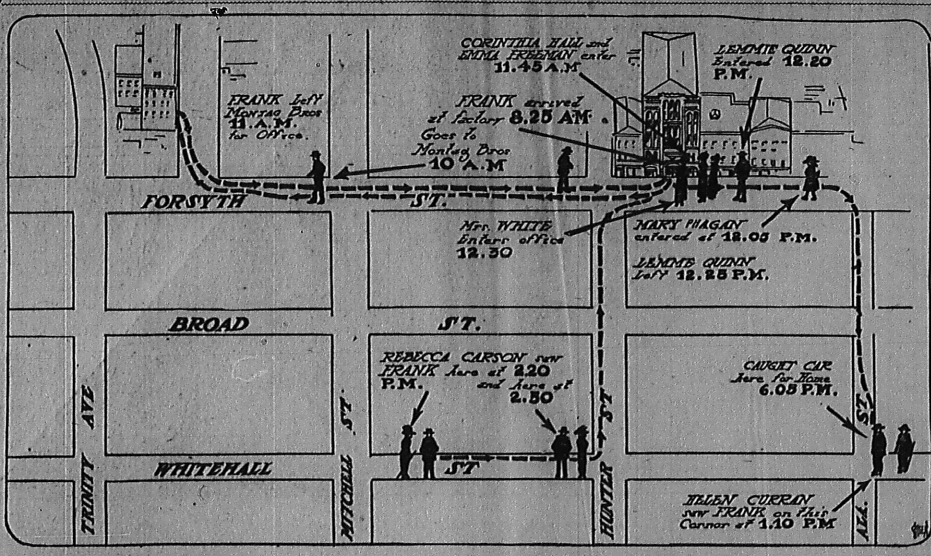 CORINTHIA HALL and
EMMA FREEMAN enter
11.45 A.M
LEMMIE QUINN
Entered 12.20
P.M.
FRANK Left
MONTAG BROS
11 A.M.
for Office.
FRANK arrived
at factory 8.25 AM.
Goes to
Montag Bros
10 A.M
FORSYTH ST.
Mrs. WHITE
Enters office
12.30
MARY PHAGAN
entered at 12.05 P.M.
LEMMIE QUINN
Left 12.25 P.M.
BROAD ST.
REBECCA CARSON saw
FRANK here at 2.20
P.M. and here at
2.50
CAUGHT CAR
here for Home
6.05 P.M.
TRINITY AVE
MITCHELL ST
HUNTER ST
ALA. ST
WHITEHALL ST
HELEN CURRAN
saw FRANK on this
Cornor at 1.10 P.M